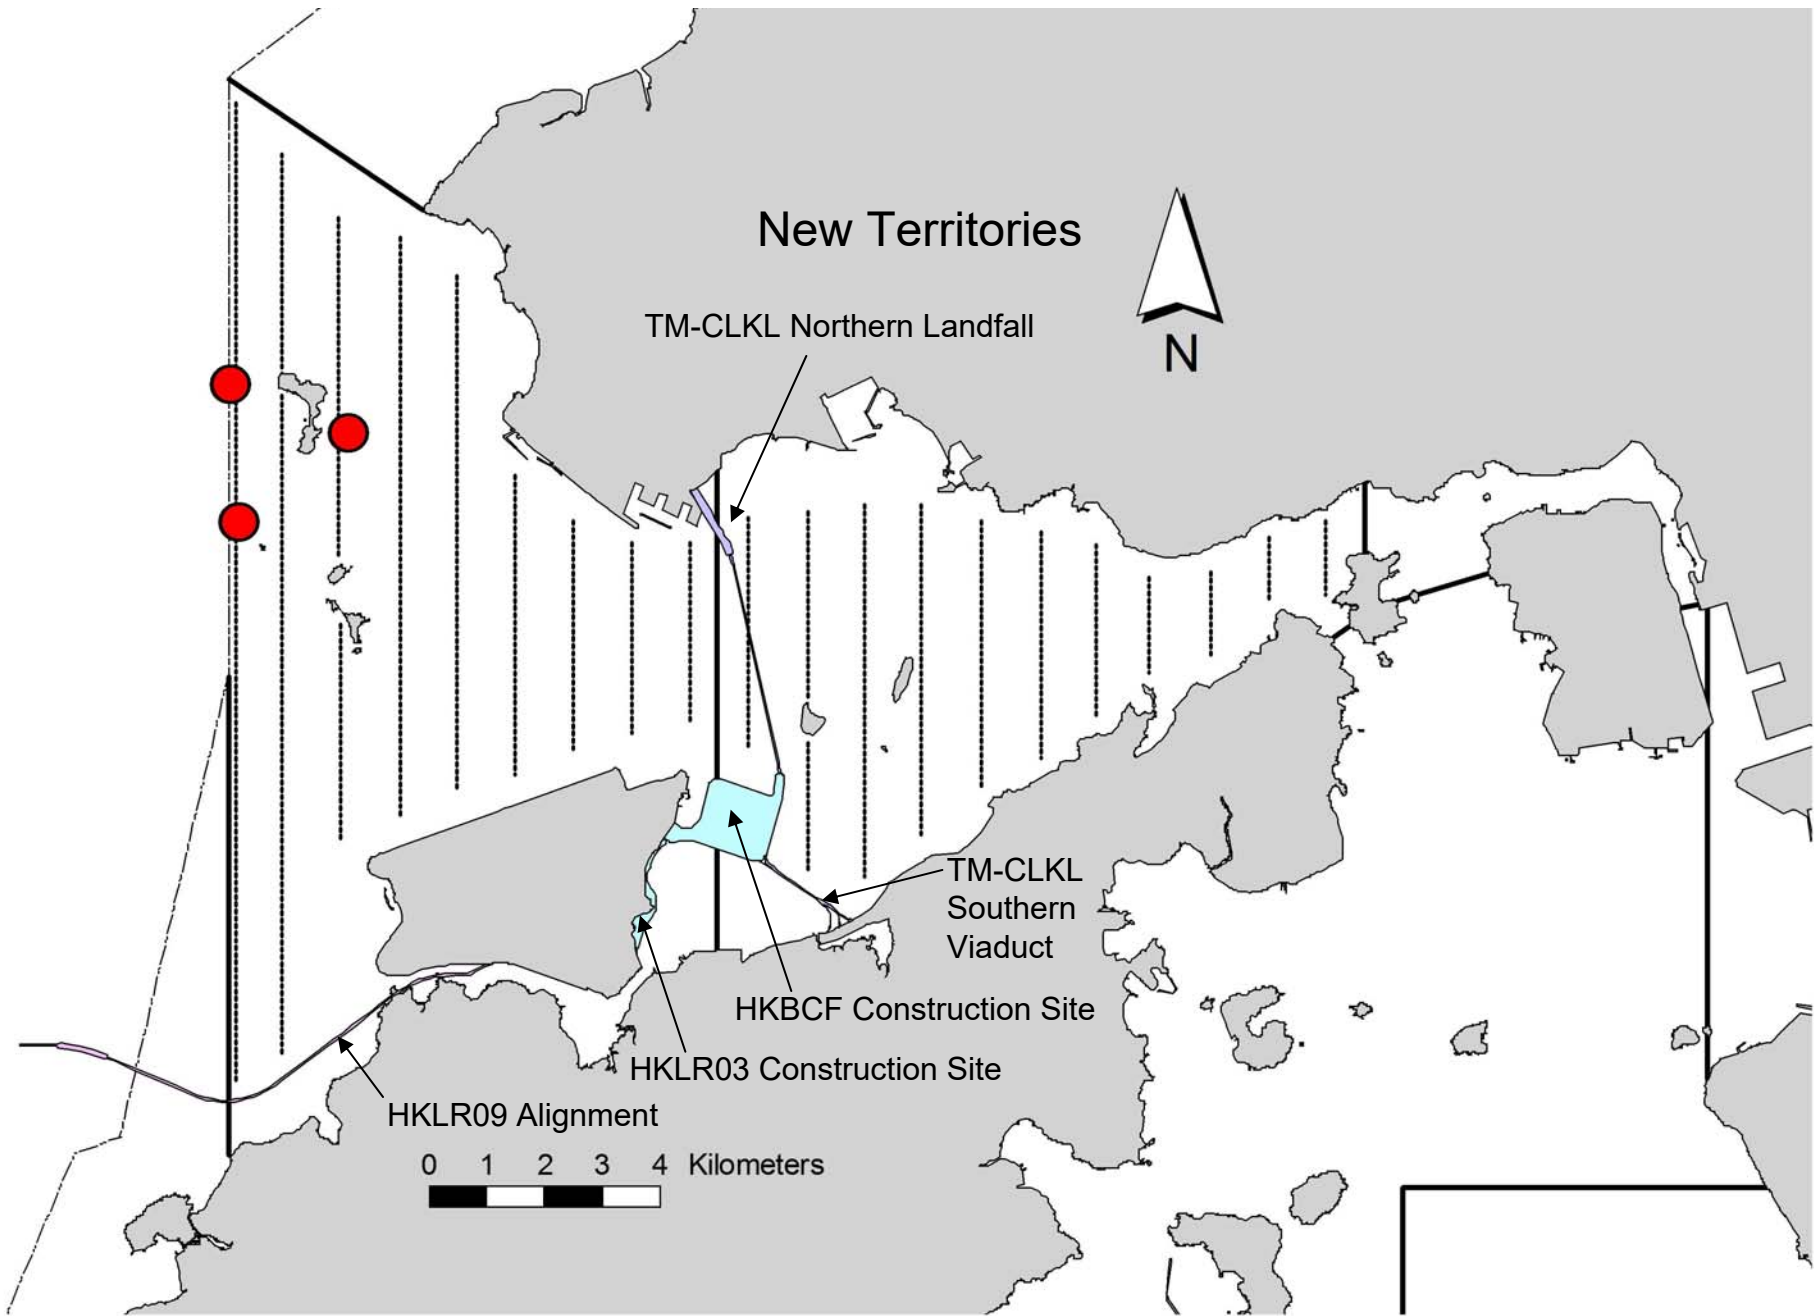 New Territories
TM-CLKL Northern Landfall
N
TM-CLKL
Southern
Viaduct
HKBCF Construction Site
HKLR03 Construction Site
HKLR09 Alignment
0 1 2 3 4 Kilometers